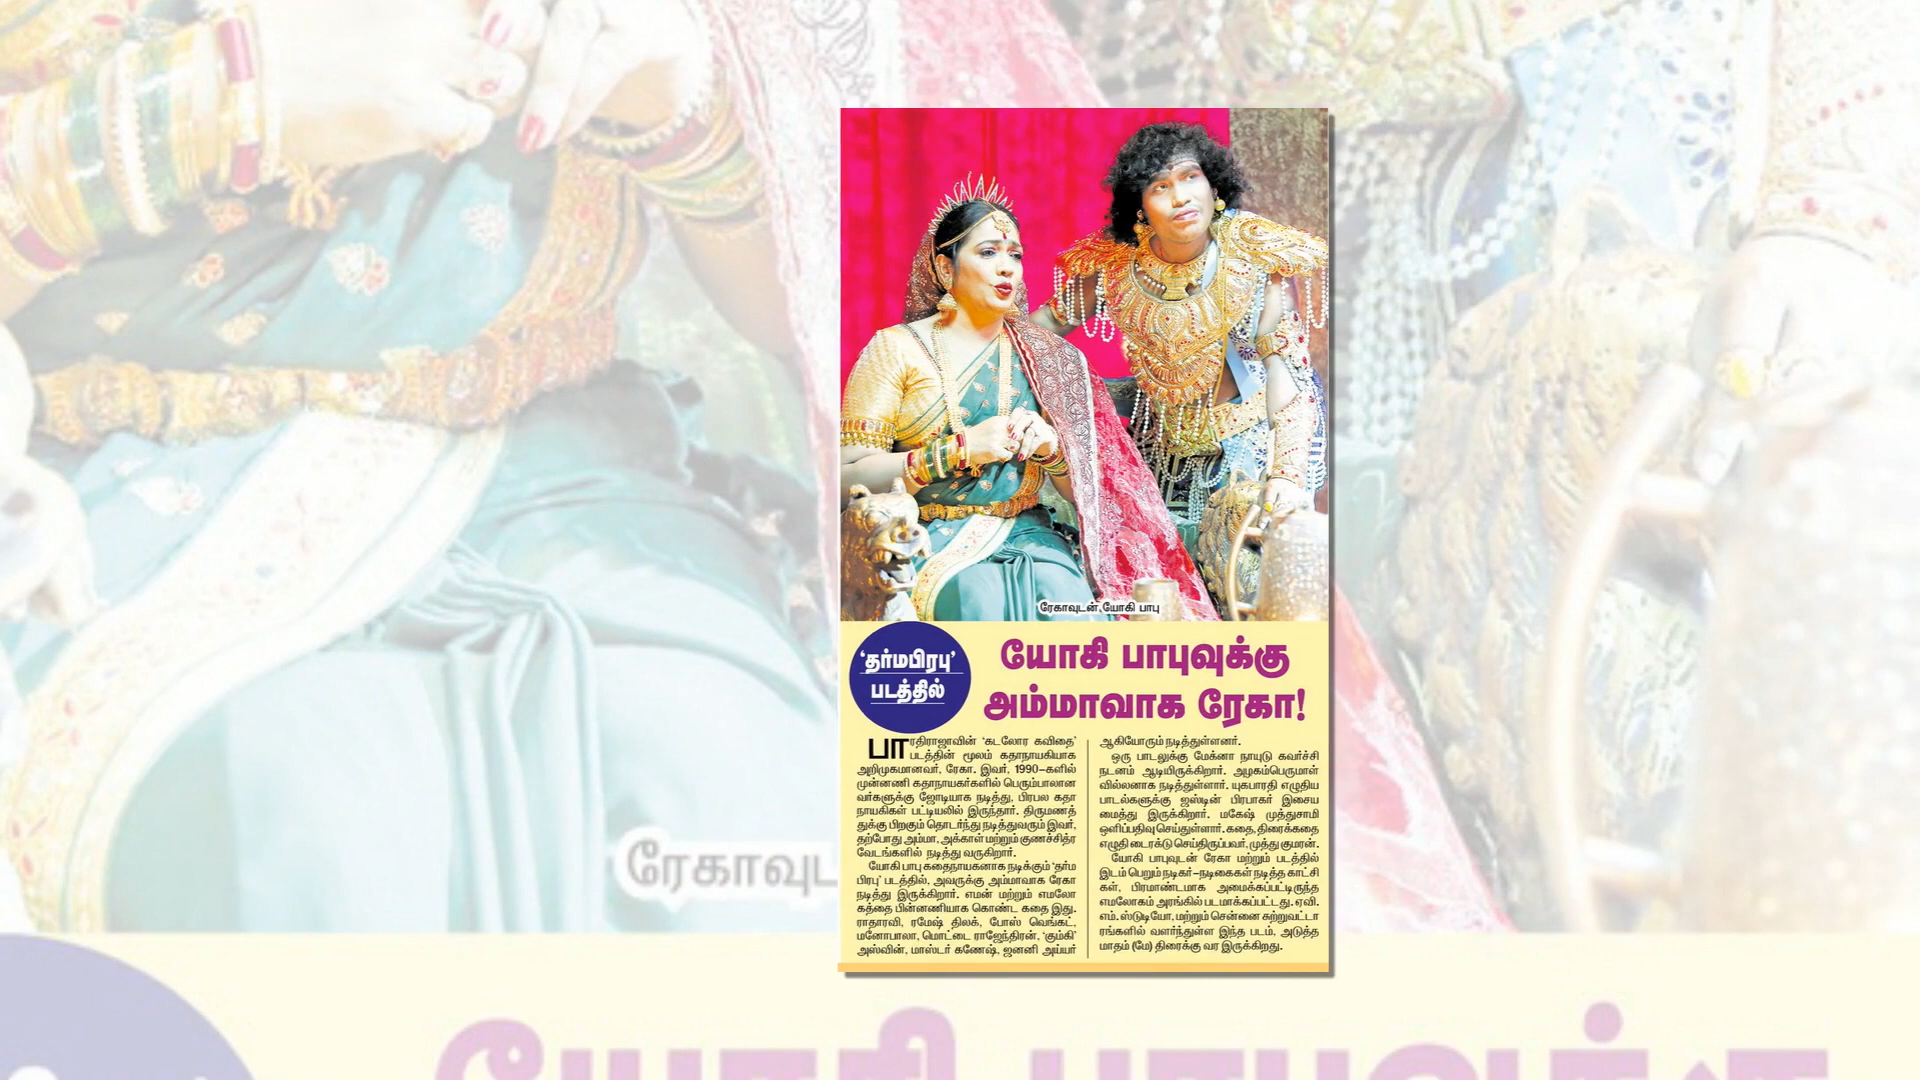 ரேகாவுடன் யோகி பாபு
‘தர்மபிரபு’
படத்தில்
யோகி பாபுவுக்கு
அம்மாவாக ரேகா!
பாரதிராஜாவின் ‘கடலோர கவிதை’
படத்தின் மூலம் கதாநாயகியாக
அறிமுகமானவர், ரேகா. இவர், 1990–களில்
முன்னணி கதாநாயகர்களில் பெரும்பாலான
வர்களுக்கு ஜோடியாக நடித்து, பிரபல கதா
நாயகிகள் பட்டியலில் இருந்தார். திருமணத்
துக்கு பிறகும் தொடர்ந்து நடித்துவரும் இவர்,
தற்போது அம்மா, அக்காள் மற்றும் குணச்சித்ர
வேடங்களில் நடித்து வருகிறார்.
யோகி பாபு கதைநாயகனாக நடிக்கும் ‘தர்ம
பிரபு’ படத்தில், அவருக்கு அம்மாவாக ரேகா
நடித்து இருக்கிறார். எமன் மற்றும் எமலோ
கத்தை பின்னணியாக கொண்ட கதை இது.
ராதாரவி, ரமேஷ் திலக், போஸ் வெங்கட்,
மனோபாலா, மொட்டை ராஜேந்திரன், ‘கும்கி’
அஸ்வின், மாஸ்டர் கணேஷ், ஜனனி அய்யர்
ஆகியோரும் நடித்துள்ளனர்.
ஒரு பாடலுக்கு மேக்னா நாயுடு கவர்ச்சி
நடனம் ஆடியிருக்கிறார். அழகம்பெருமாள்
வில்லனாக நடித்துள்ளார். யுகபாரதி எழுதிய
பாடல்களுக்கு ஜஸ்டின் பிரபாகர் இசைய
மைத்து இருக்கிறார். மகேஷ் முத்துசாமி
ஒளிப்பதிவு செய்துள்ளார். கதை, திரைக்கதை
எழுதி டைரக்டு செய்திருப்பவர், முத்து குமரன்.
யோகி பாபுவுடன் ரேகா மற்றும் படத்தில்
இடம் பெறும் நடிகர்–நடிகைகள் நடித்த காட்சி
கள், பிரமாண்டமாக அமைக்கப்பட்டிருந்த
எமலோகம் அரங்கில் படமாக்கப்பட்டது. ஏவி.
எம். ஸ்டுடியோ, மற்றும் சென்னை சுற்றுவட்டா
ரங்களில் வளர்ந்துள்ள இந்த படம், அடுத்த
மாதம் (மே) திரைக்கு வர இருக்கிறது.
ரேகாவுட